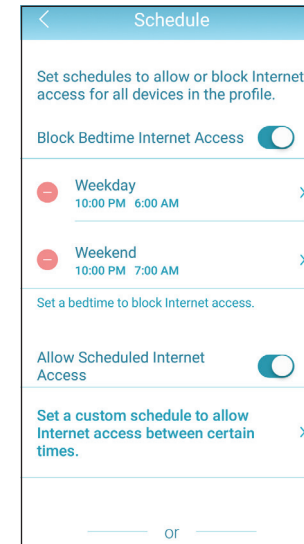 Schedule
Set schedules to allow or block Internet
access for all devices in the profile.
Block Bedtime Internet Access
Weekday
10:00 PM 6:00 AM
Weekend
10:00 PM 7:00 AM
Set a bedtime to block Internet access.
Allow Scheduled Internet
Access
Set a custom schedule to allow
Internet access between certain
times.
or